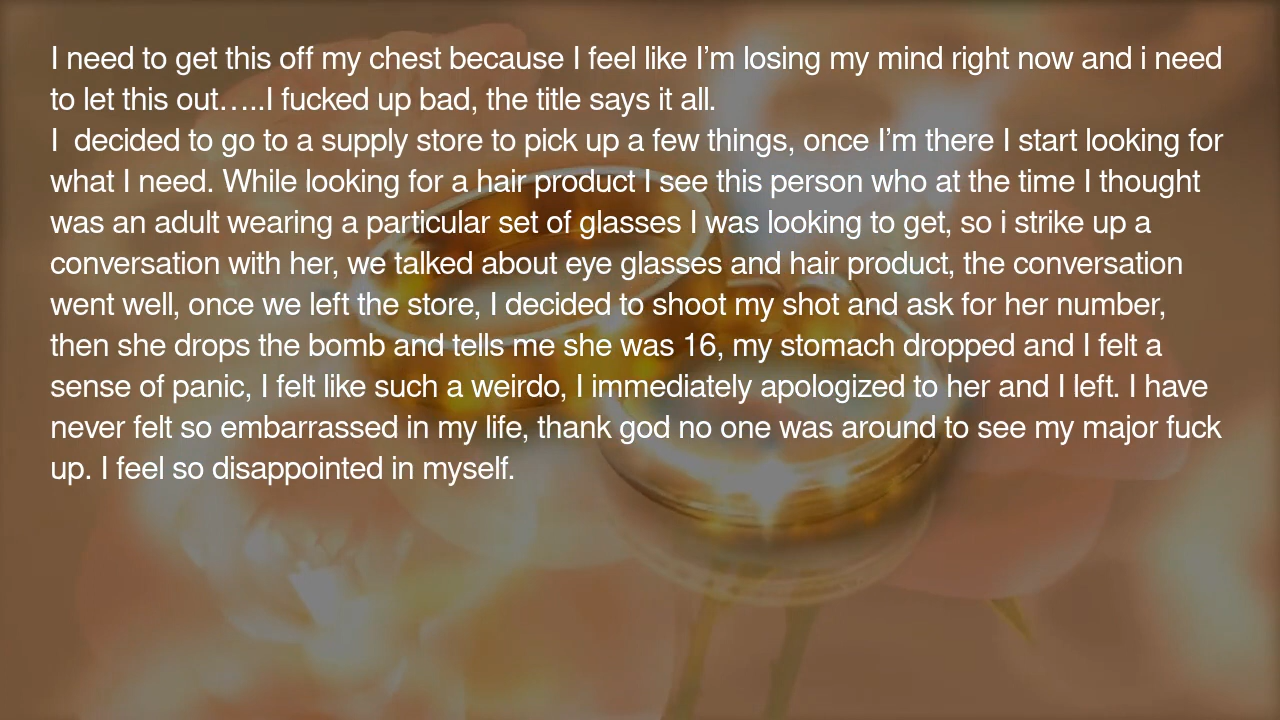 I need to get this off my chest because I feel like I’m losing my mind right now and i need
to let this out…..I fucked up bad, the title says it all.
I  decided to go to a supply store to pick up a few things, once I’m there I start looking for
what I need. While looking for a hair product I see this person who at the time I thought
was an adult wearing a particular set of glasses I was looking to get, so i strike up a
conversation with her, we talked about eye glasses and hair product, the conversation
went well, once we left the store, I decided to shoot my shot and ask for her number,
then she drops the bomb and tells me she was 16, my stomach dropped and I felt a
sense of panic, I felt like such a weirdo, I immediately apologized to her and I left. I have
never felt so embarrassed in my life, thank god no one was around to see my major fuck
up. I feel so disappointed in myself.